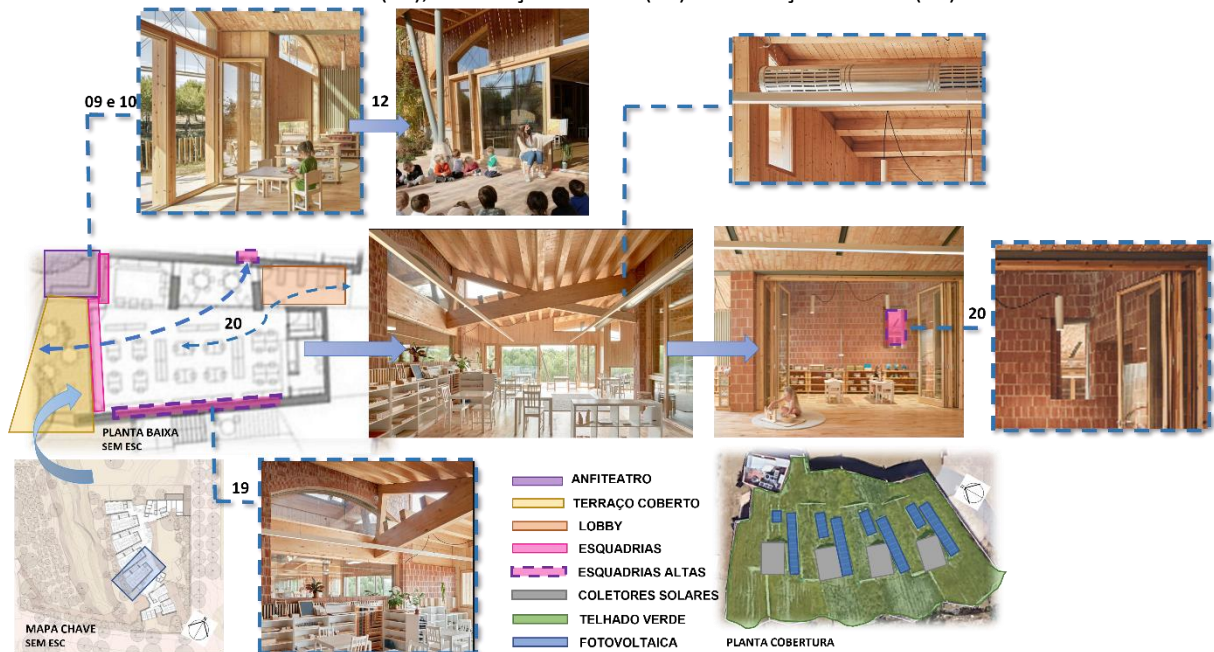 09 e 10
12
20
20
PLANTA BAIXA
SEM ESC
19
ANFITEATRO
TERRAÇO COBERTO
LOBBY
ESQUADRIAS
ESQUADRIAS ALTAS
COLETORES SOLARES
TELHADO VERDE
FOTOVOLTAICA
MAPA CHAVE
SEM ESC
PLANTA COBERTURA